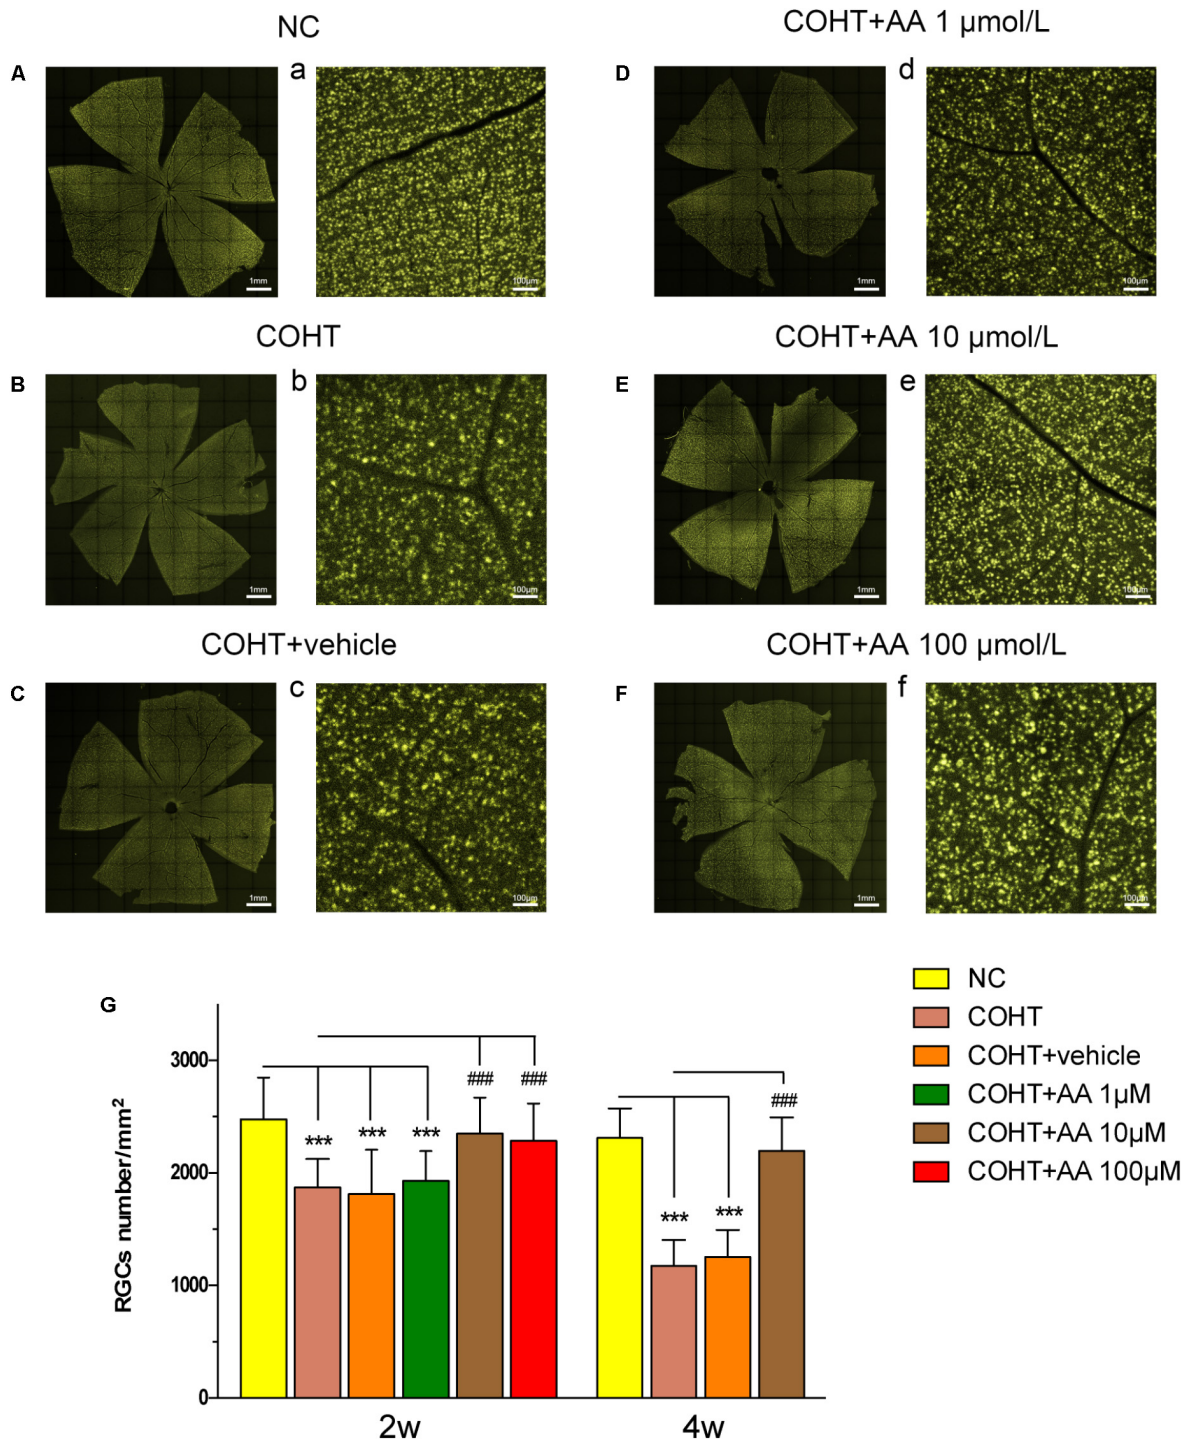 NC
A
a
1mm
100µm
COHT+AA 1 µmol/L
D
d
1mm
100µm
COHT
B
b
1mm
100µm
COHT+AA 10 µmol/L
E
e
1mm
100µm
COHT+vehicle
C
c
1mm
100µm
COHT+AA 100 µmol/L
F
f
1mm
100µm
G
RGCs number/mm²
3000
2000
1000
0
***
***
***
###
###
***
***
###
2w
4w
NC
COHT
COHT+vehicle
COHT+AA 1µM
COHT+AA 10µM
COHT+AA 100µM